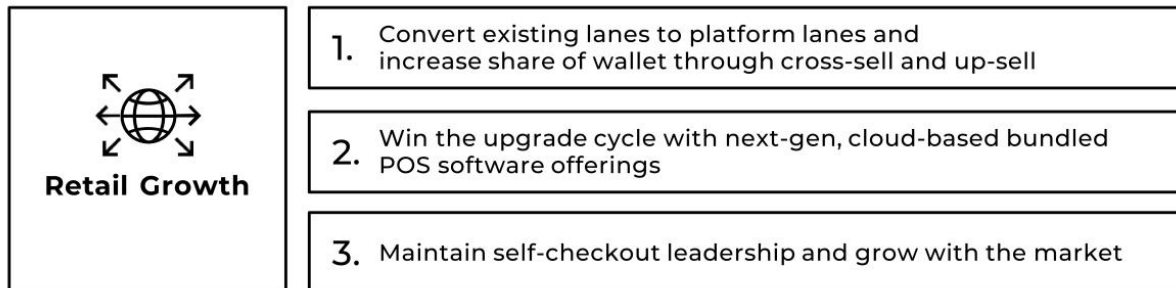 Retail Growth
1. Convert existing lanes to platform lanes and
increase share of wallet through cross-sell and up-sell
2. Win the upgrade cycle with next-gen, cloud-based bundled
POS software offerings
3. Maintain self-checkout leadership and grow with the market